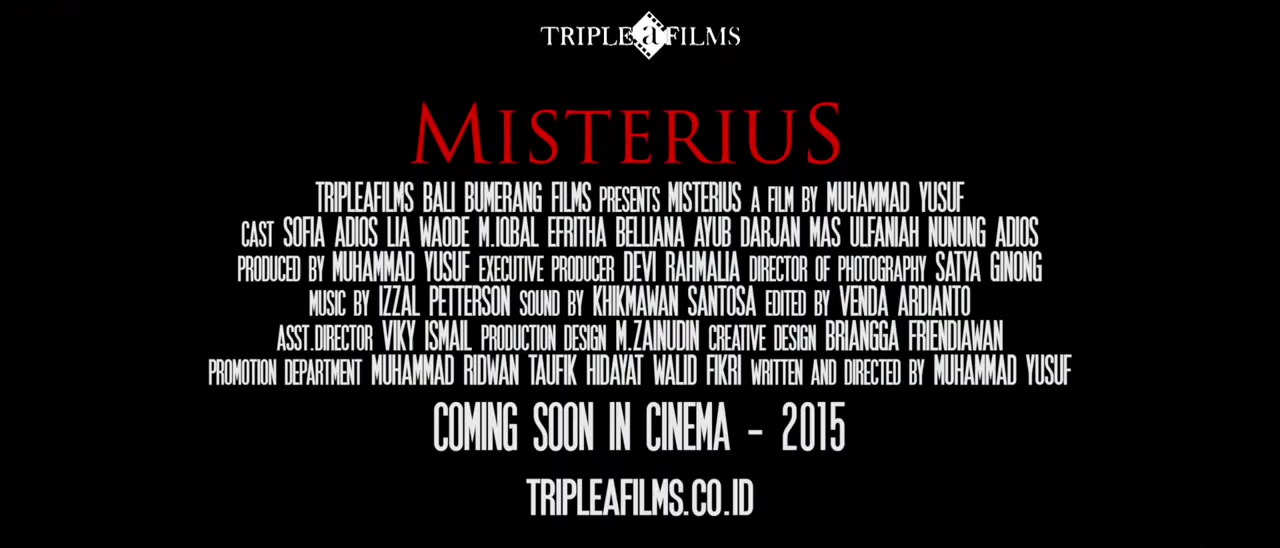 TRIPLE a FILMS
MISTERIUS
TRIPLEAFILMS BALI BUMERANG FILMS PRESENTS MISTERIUS A FILM BY MUHAMMAD YUSUF
CAST SOFIA ADIOS LIA WAODE M.IQBAL EFRITHA BELLIANA AYUB DARJAN MAS ULFANIAH NUNUNG ADIOS
PRODUCED BY MUHAMMAD YUSUF EXECUTIVE PRODUCER DEVI RAHMALIA DIRECTOR OF PHOTOGRAPHY SATYA GINONG
MUSIC BY IZZAL PETTERSON SOUND BY KHIKMAWAN SANTOSA EDITED BY VENDA ARDIANTO
ASST.DIRECTOR VIKY ISMAIL PRODUCTION DESIGN M.ZAINUDIN CREATIVE DESIGN BRIANGGA FRIENDIAWAN
PROMOTION DEPARTMENT MUHAMMAD RIDWAN TAUFIK HIDAYAT WALID FIKRI WRITTEN AND DIRECTED BY MUHAMMAD YUSUF
COMING SOON IN CINEMA - 2015
TRIPLEAFILMS.CO.ID